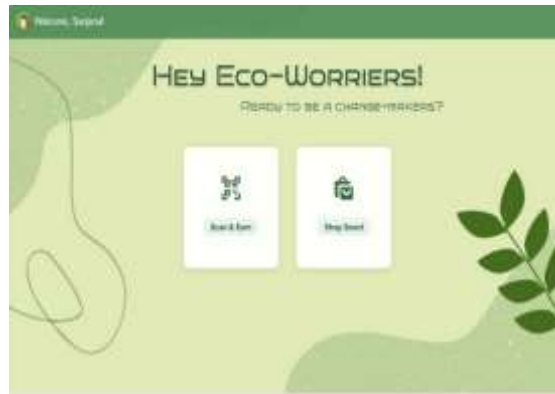 Welcome, Sanjana!
HEY ECO-WORRIERS!
READY TO BE A CHANGE-MAKERS?
Scan & Earn
Shop Smart